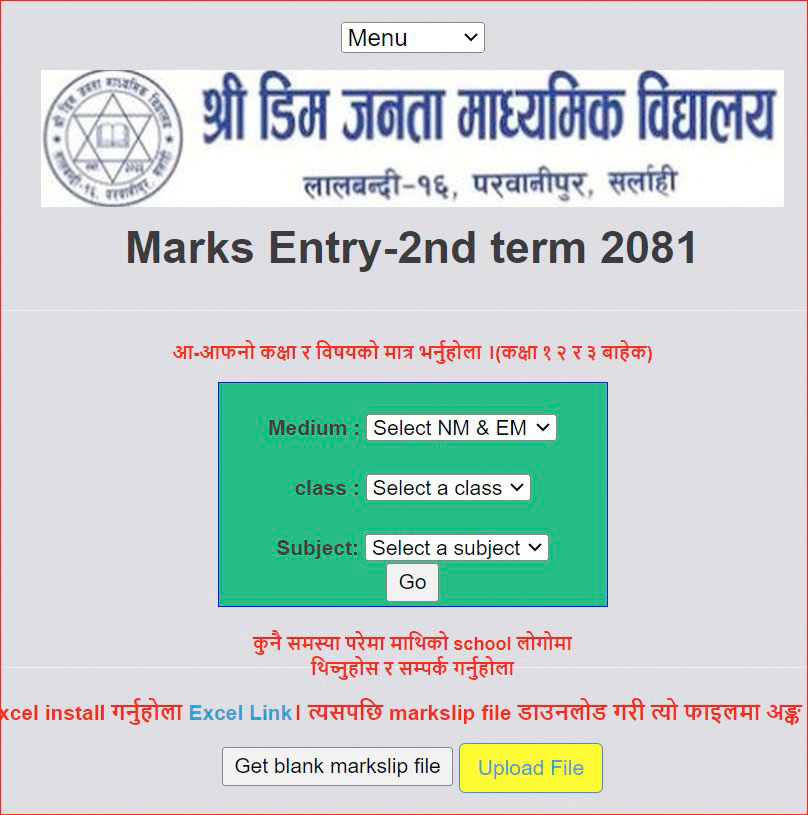 Menu
श्री डिम जनता माध्यमिक विद्यालय
लालबन्दी-१६, परवानीपुर, सर्लाही
Marks Entry-2nd term 2081
आ-आफनो कक्षा र विषयको मात्र भर्नुहोला ।(कक्षा १ २ र ३ बाहेक)
Medium : Select NM & EM
class : Select a class
Subject: Select a subject
Go
कुनै समस्या परेमा माथिको school लोगोमा
थिच्नुहोस र सम्पर्क गर्नुहोला
xcel install गर्नुहोला Excel Link। त्यसपछि markslip file डाउनलोड गरी त्यो फाइलमा अङ्क
Get blank markslip file Upload File